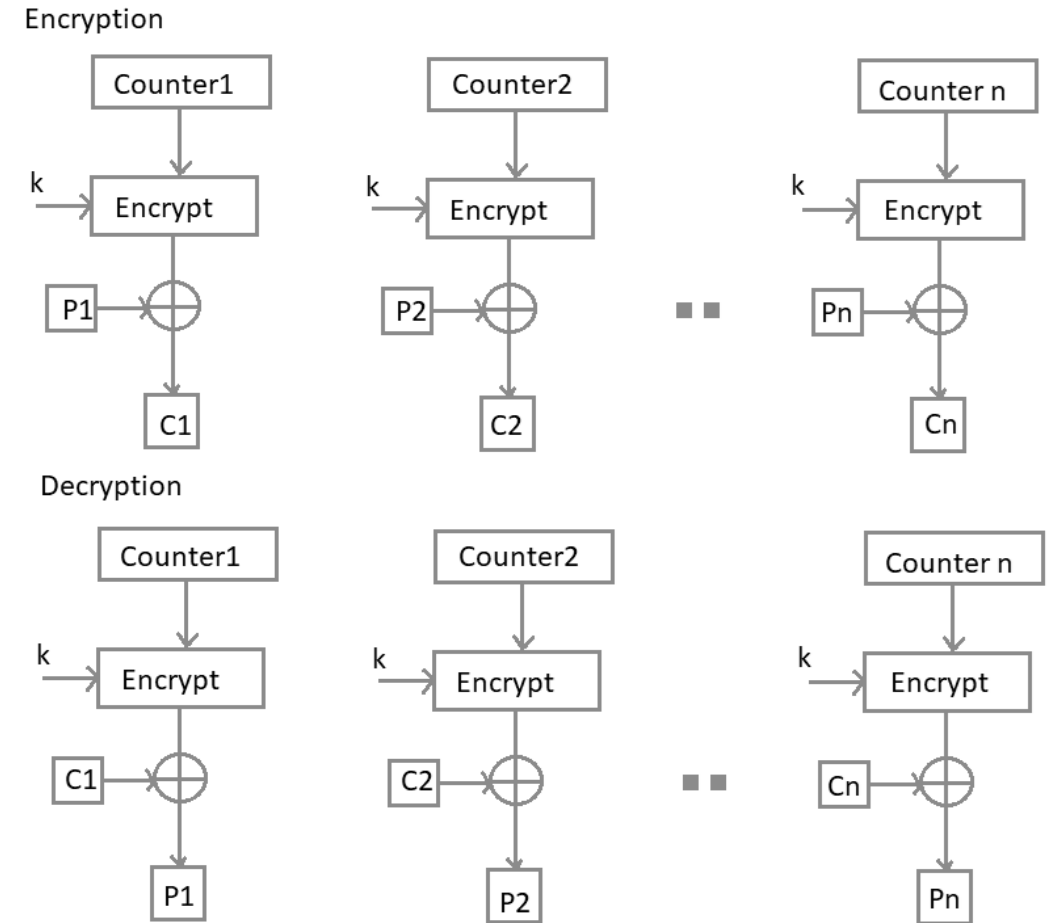 Encryption
Counter1 Counter2 Counter n
k Encrypt k Encrypt k Encrypt
P1 P2 Pn
C1 C2 Cn
Decryption
Counter1 Counter2 Counter n
k Encrypt k Encrypt k Encrypt
C1 C2 Cn
P1 P2 Pn